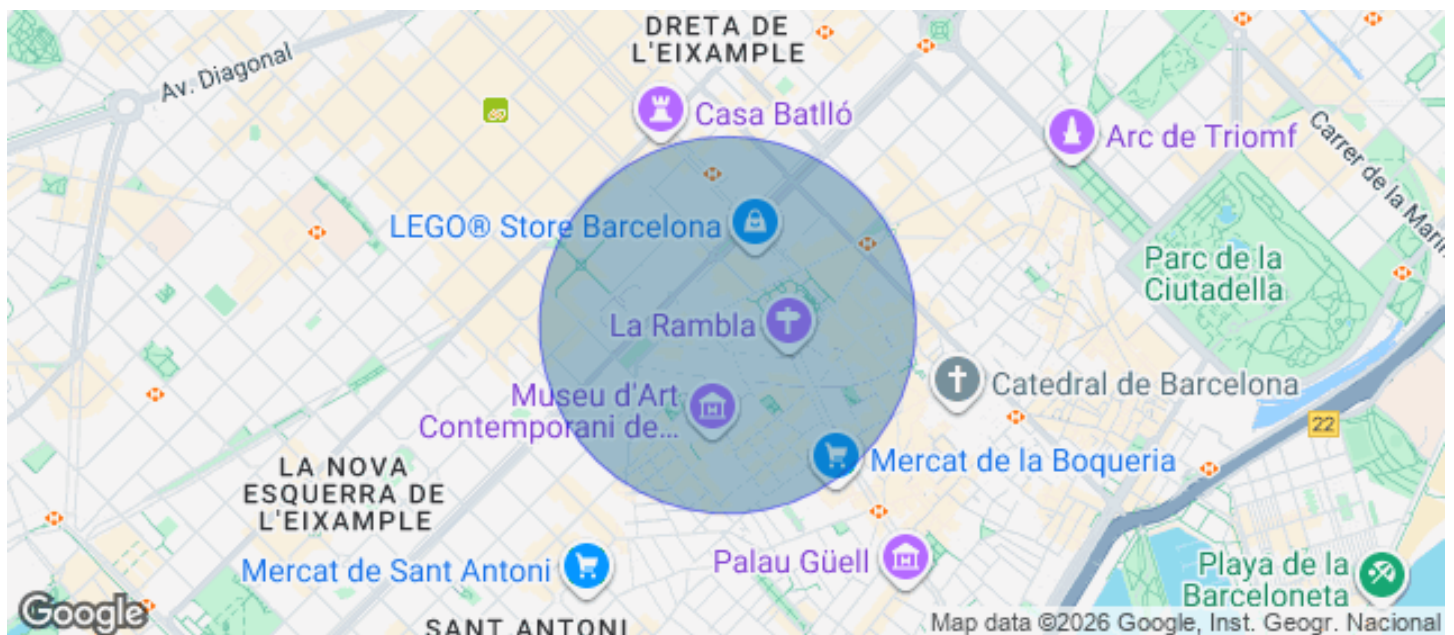 DRETA DE
L'EIXAMPLE
Av. Diagonal
Casa Batlló
Arc de Triomf
Carrer de la Marin
LEGO® Store Barcelona
Parc de la
Ciutadella
La Rambla
Museu d'Art
Contemporani de...
Catedral de Barcelona
22
Mercat de la Boqueria
LA NOVA
ESQUERRA DE
L'EIXAMPLE
Mercat de Sant Antoni
Palau Güell
Playa de la
Barceloneta
Google
SANT ANTONI
Map data ©2026 Google, Inst. Geogr. Nacional